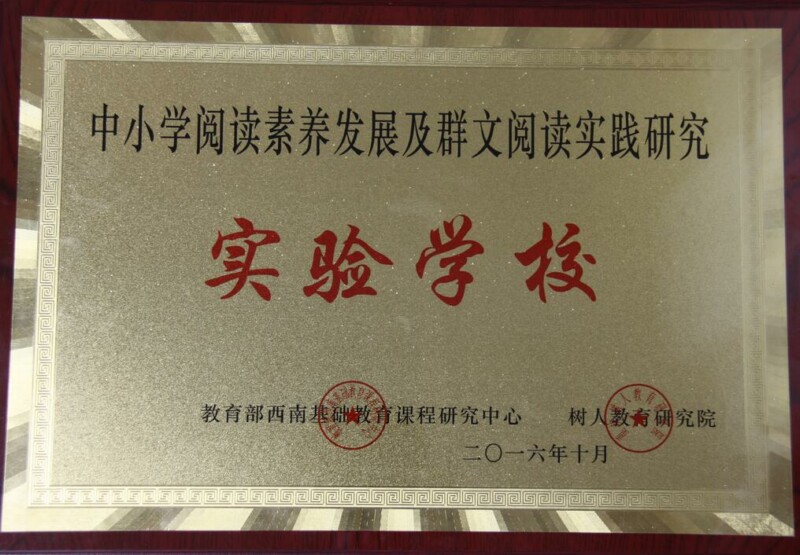 中小学阅读素养发展及群文阅读实践研究
实验学校
教育部西南基础教育课程研究中心 树人教育研究院
二〇一六年十月